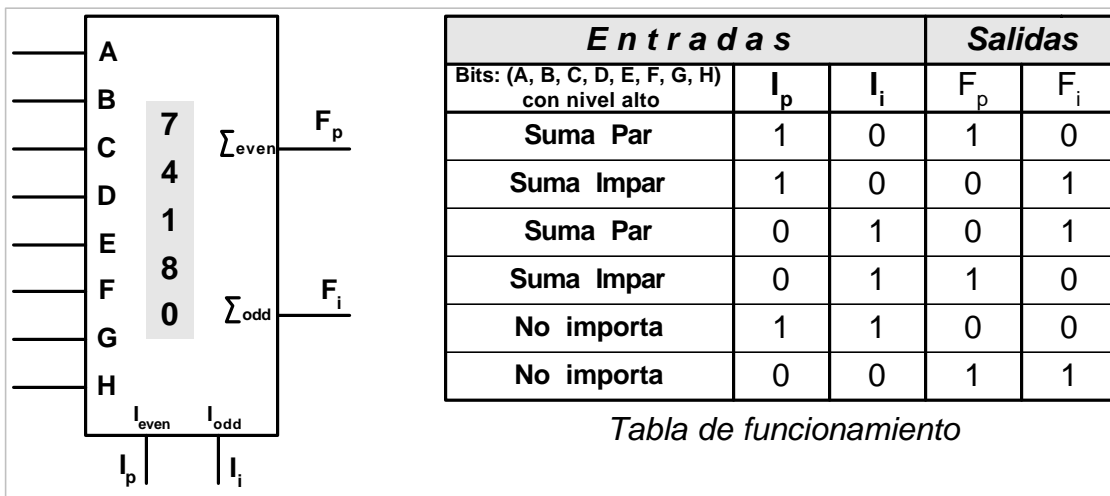 A
B
C
D
E
F
G
H
7
4
1
8
0
∑even
Fp
∑odd
Fi
Ieven Iodd
Ip Ii
Entradas Salidas
Bits: (A, B, C, D, E, F, G, H)
con nivel alto Ip Ii Fp Fi
Suma Par 1 0 1 0
Suma Impar 1 0 0 1
Suma Par 0 1 0 1
Suma Impar 0 1 1 0
No importa 1 1 0 0
No importa 0 0 1 1
Tabla de funcionamiento